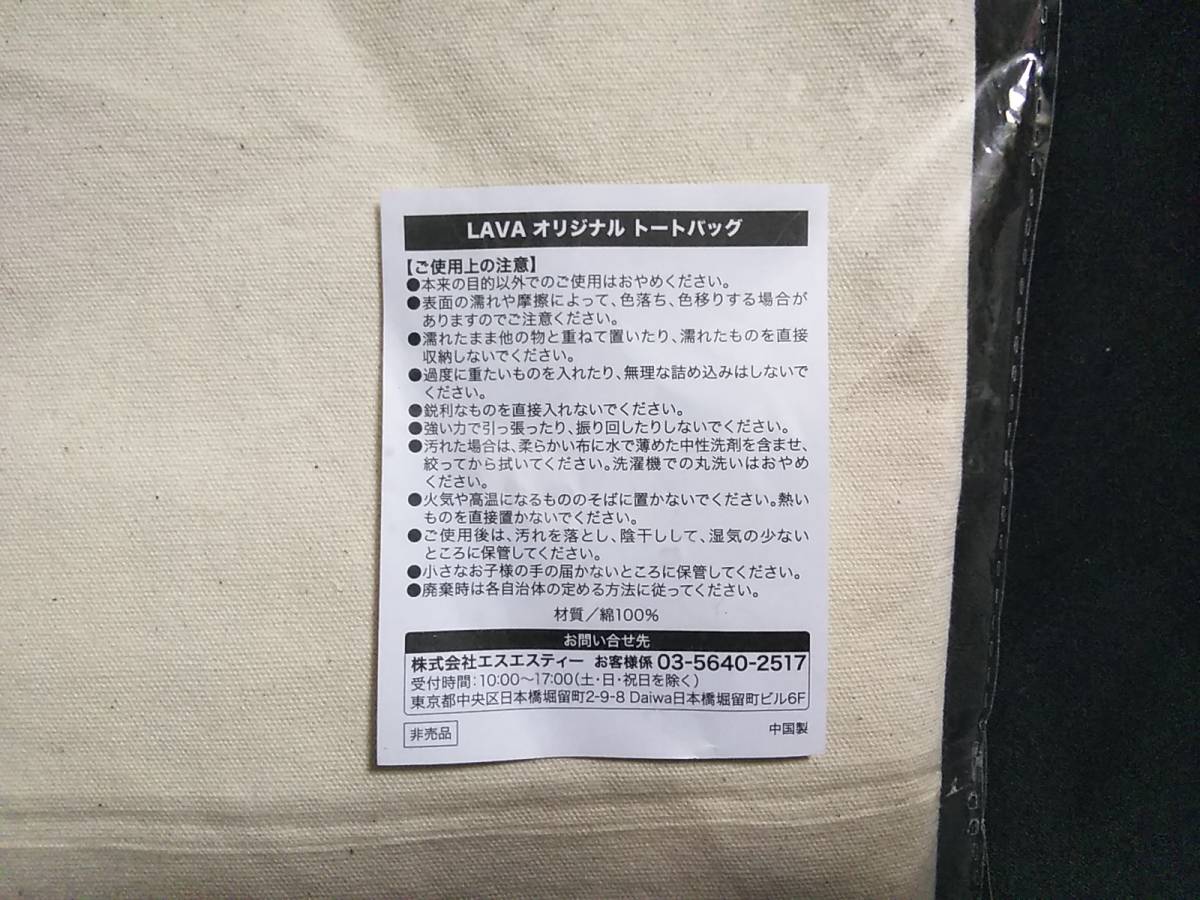 LAVA オリジナル トートバッグ
【ご使用上の注意】
●本来の目的以外でのご使用はおやめください。
●表面の濡れや摩擦によって、色落ち、色移りする場合が
ありますのでご注意ください。
●濡れたまま他の物と重ねて置いたり、濡れたものを直接
収納しないでください。
●過度に重たいものを入れたり、無理な詰め込みはしないで
ください。
●鋭利なものを直接入れないでください。
●強い力で引っ張ったり、振り回したりしないでください。
●汚れた場合は、柔らかい布に水で薄めた中性洗剤を含ませ、
絞ってから拭いてください。洗濯機での丸洗いはおやめ
ください。
●火気や高温になるもののそばに置かないでください。熱い
ものを直接置かないでください。
●ご使用後は、汚れを落とし、陰干しして、湿気の少ない
ところに保管してください。
●小さなお子様の手の届かないところに保管してください。
●廃棄時は各自治体の定める方法に従ってください。
材質／綿100%
お問い合せ先
株式会社エスエスティー お客様係 03-5640-2517
受付時間：10:00〜17:00（土・日・祝日を除く）
東京都中央区日本橋堀留町2-9-8 Daiwa日本橋堀留町ビル6F
非売品 中国製